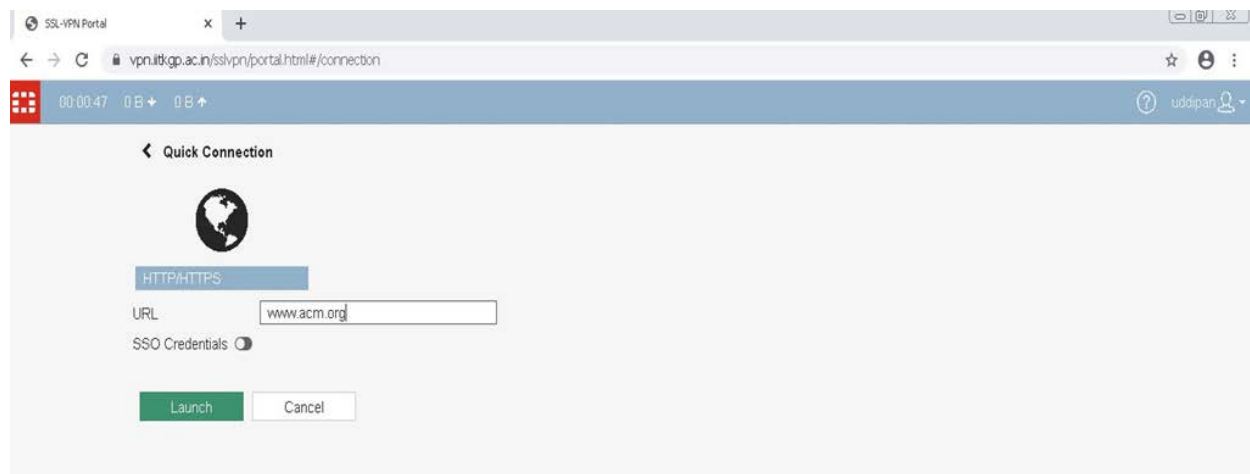 SSL-VPN Portal
vpn.iitkgp.ac.in/sslvpn/portal.html#/connection
00:00:47 0 B 0 B uddipan
Quick Connection
HTTP/HTTPS
URL www.acm.org
SSO Credentials
Launch Cancel